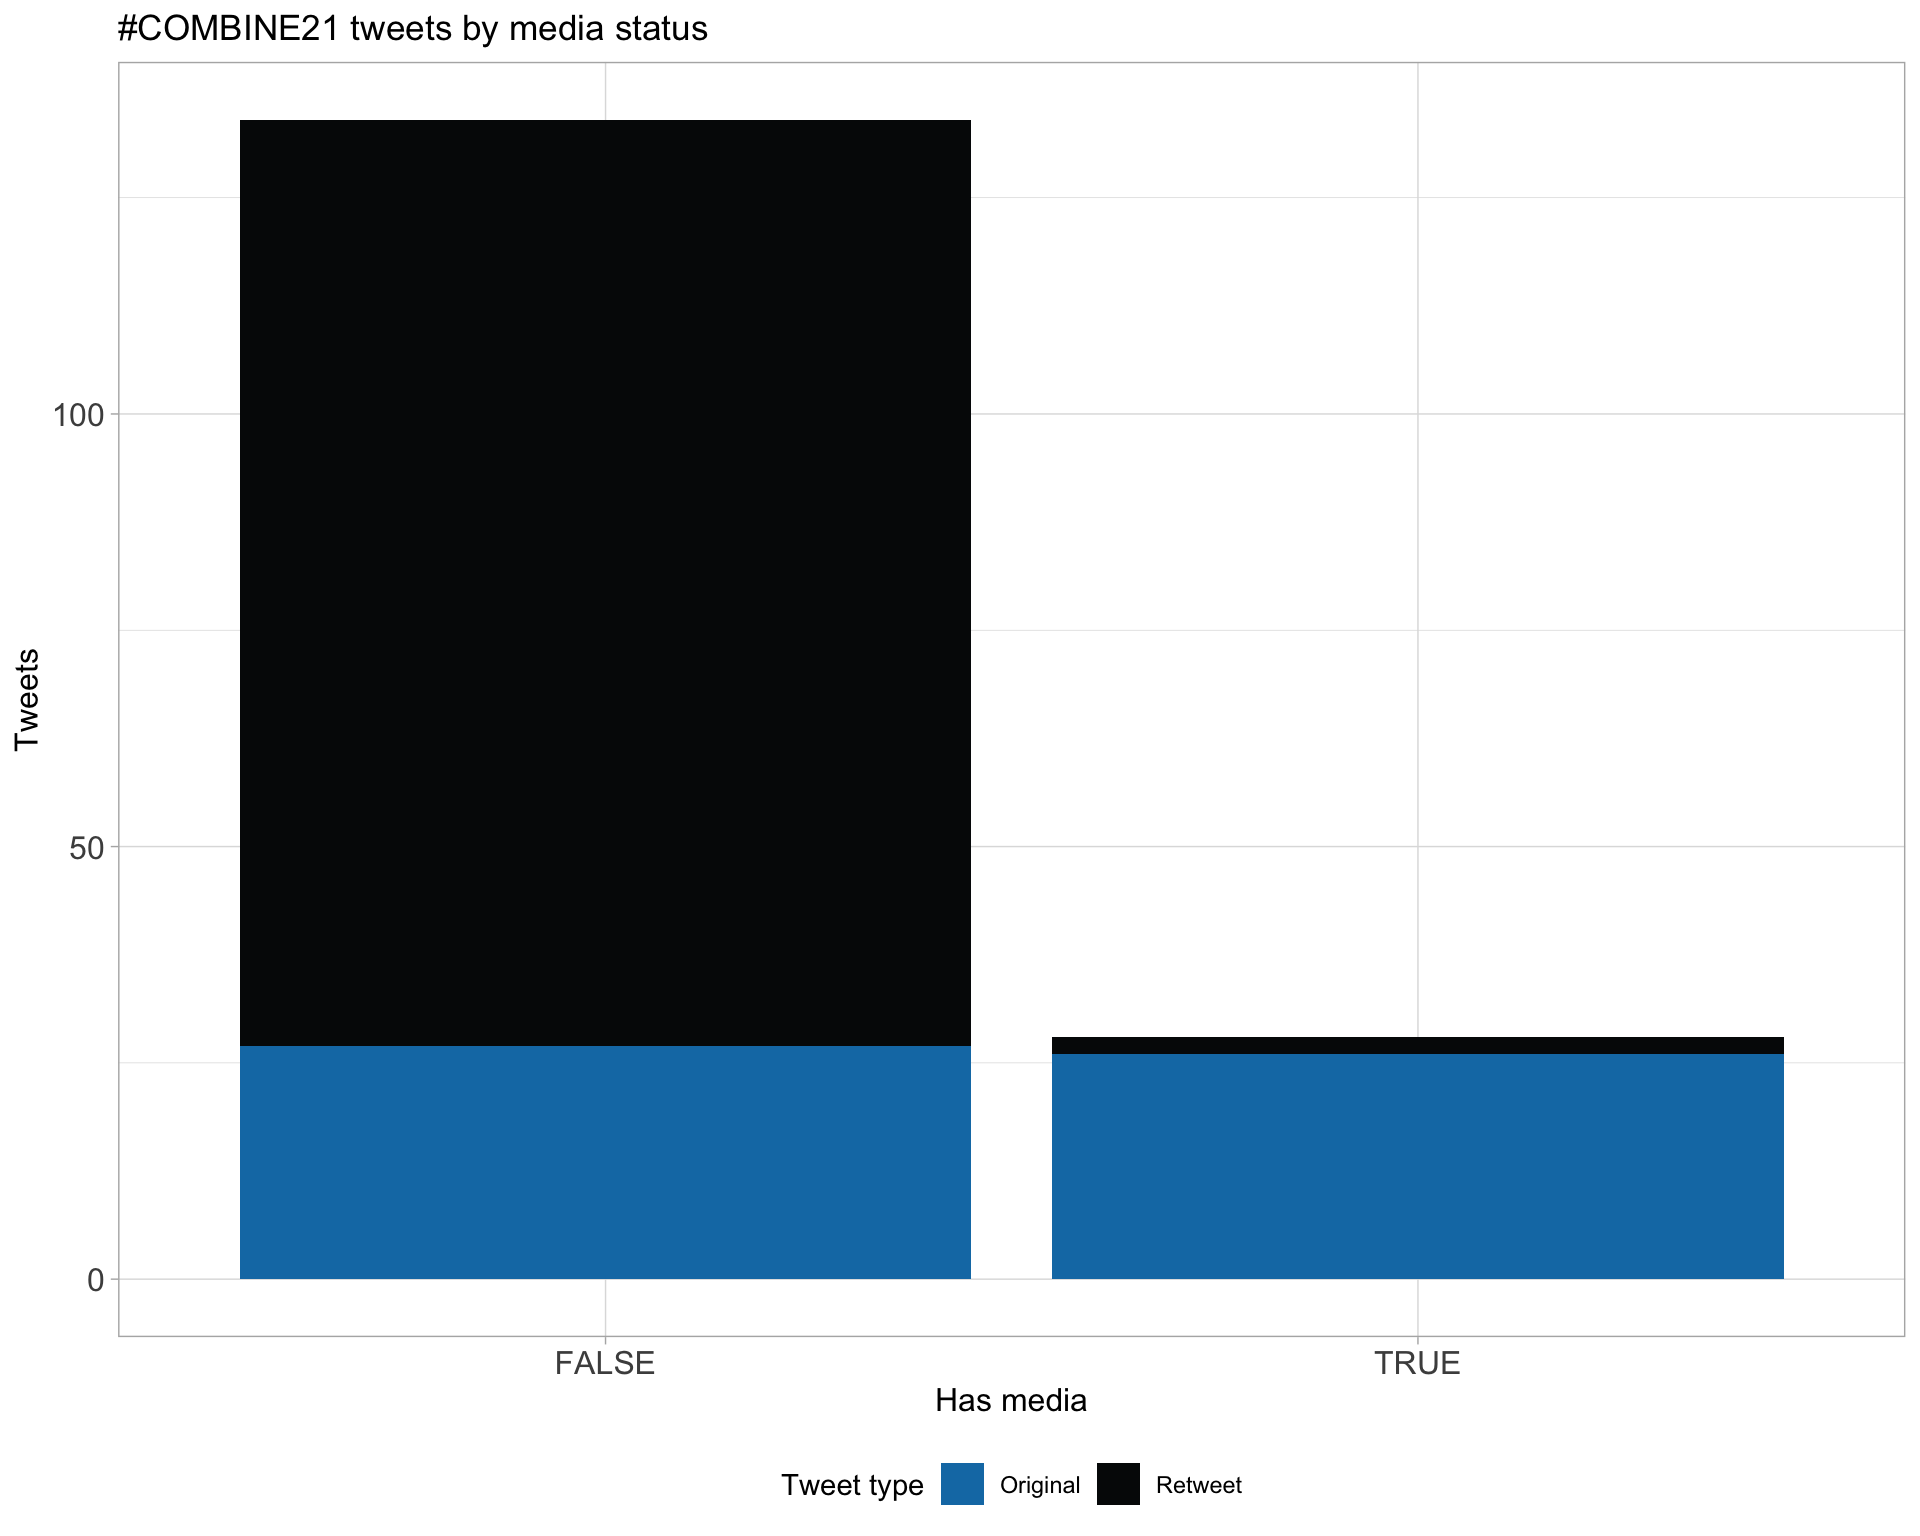 #COMBINE21 tweets by media status
Tweets
100
50
0
FALSE TRUE
Has media
Tweet type Original Retweet